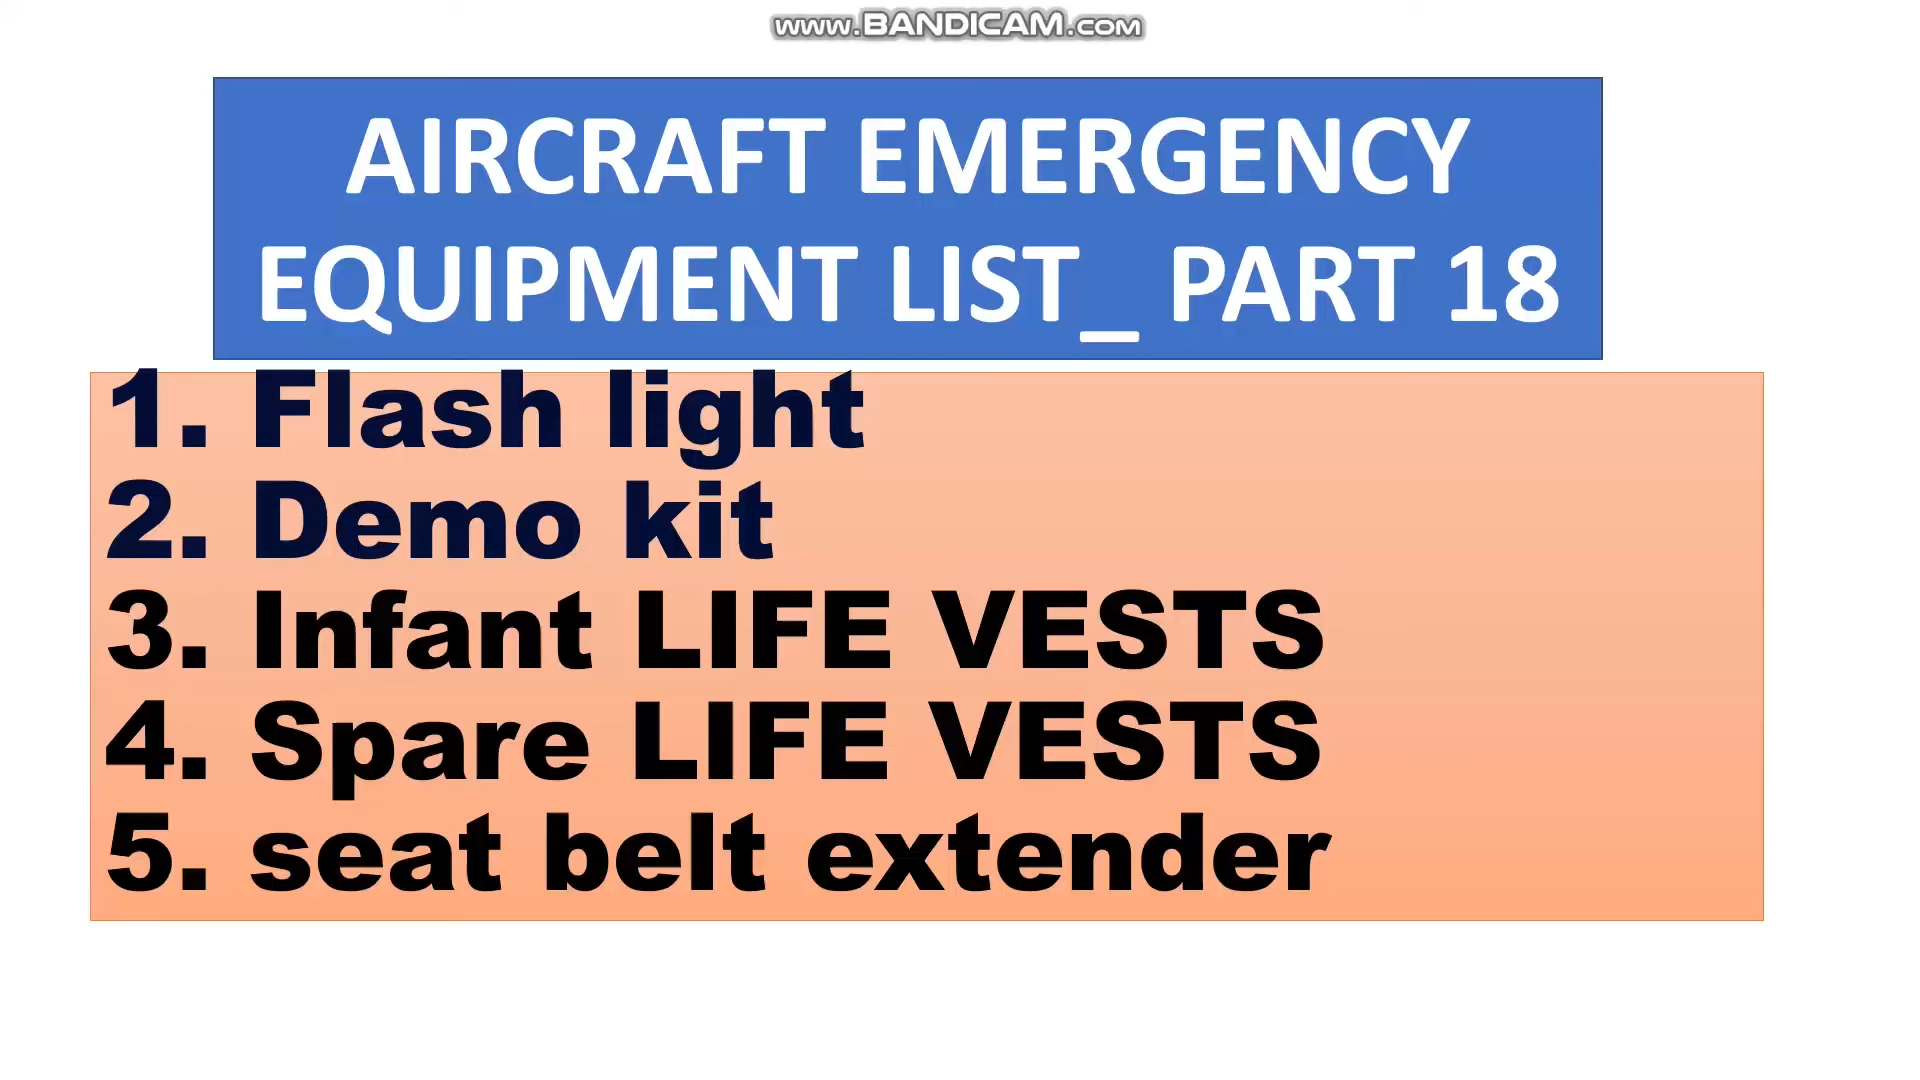 www.BANDICAM.com
AIRCRAFT EMERGENCY
EQUIPMENT LIST_ PART 18
1. Flash light
2. Demo kit
3. Infant LIFE VESTS
4. Spare LIFE VESTS
5. seat belt extender